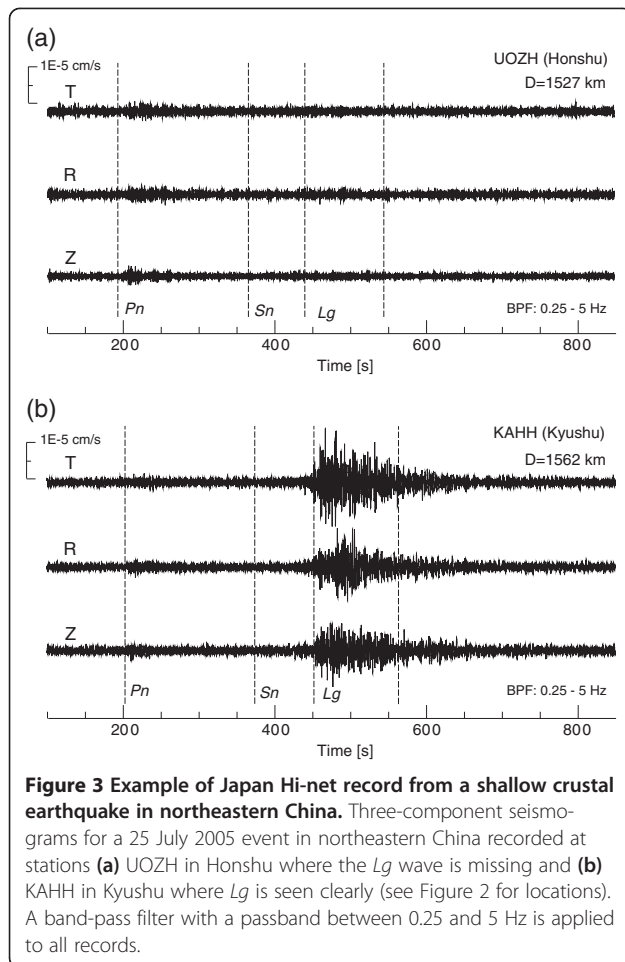 (a)
1E-5 cm/s
UOZH (Honshu)
D=1527 km
T
R
Z
Pn
Sn
Lg
BPF: 0.25 - 5 Hz
200
400
600
800
Time [s]
(b)
1E-5 cm/s
KAHH (Kyushu)
D=1562 km
T
R
Z
Pn
Sn
Lg
BPF: 0.25 - 5 Hz
200
400
600
800
Time [s]
Figure 3 Example of Japan Hi-net record from a shallow crustal
earthquake in northeastern China. Three-component seismo-
grams for a 25 July 2005 event in northeastern China recorded at
stations (a) UOZH in Honshu where the Lg wave is missing and (b)
KAHH in Kyushu where Lg is seen clearly (see Figure 2 for locations).
A band-pass filter with a passband between 0.25 and 5 Hz is applied
to all records.